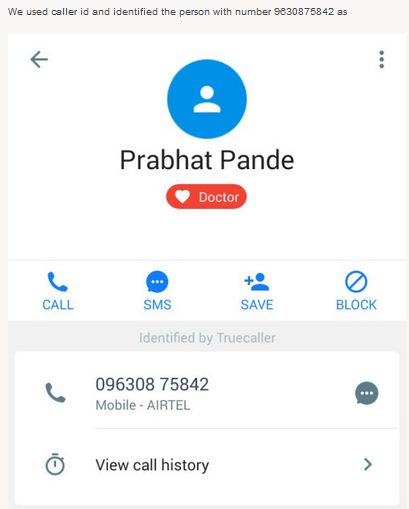 We used caller id and identified the person with number 9630875842 as
Prabhat Pande
Doctor
CALL SMS SAVE BLOCK
Identified by Truecaller
096308 75842
Mobile - AIRTEL
View call history